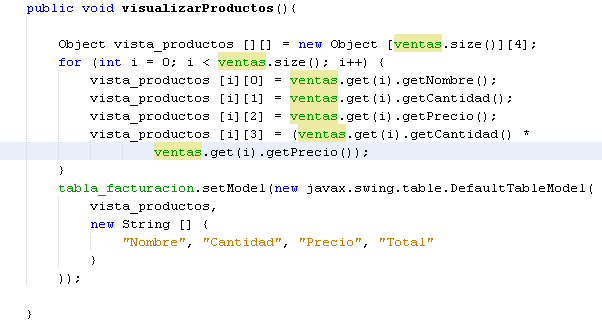 public void visualizarProductos(){
Object vista_productos [][] = new Object [ventas.size()][4];
for (int i = 0; i < ventas.size(); i++) {
vista_productos [i][0] = ventas.get(i).getNombre();
vista_productos [i][1] = ventas.get(i).getCantidad();
vista_productos [i][2] = ventas.get(i).getPrecio();
vista_productos [i][3] = (ventas.get(i).getCantidad() *
ventas.get(i).getPrecio());
}
tabla_facturacion.setModel(new javax.swing.table.DefaultTableModel(
vista_productos,
new String [] {
"Nombre", "Cantidad", "Precio", "Total"
}
));
}